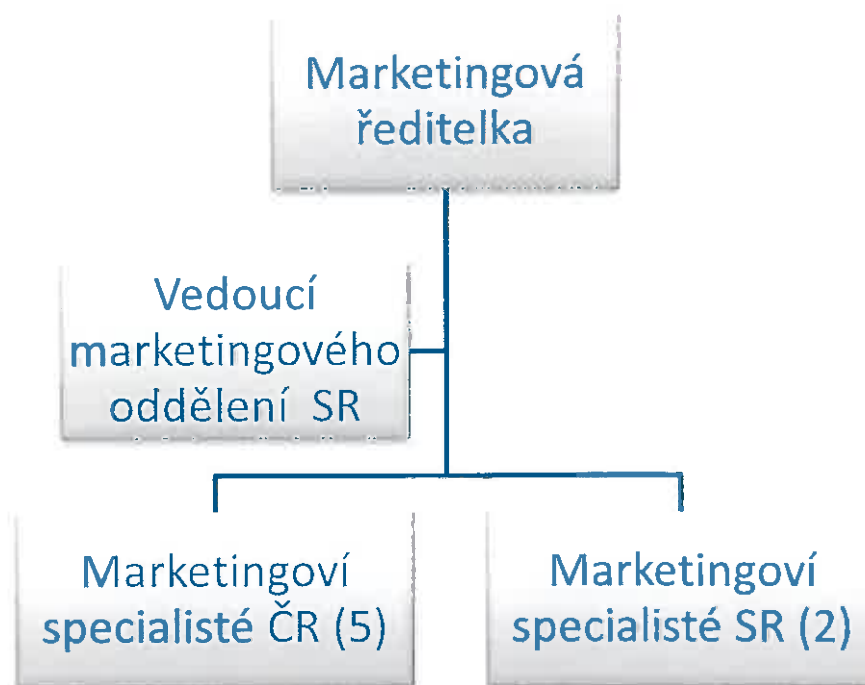 Marketingová
ředitelka
Vedoucí
marketingového
oddělení SR
Marketingoví
specialisté ČR (5)
Marketingoví
specialisté SR (2)